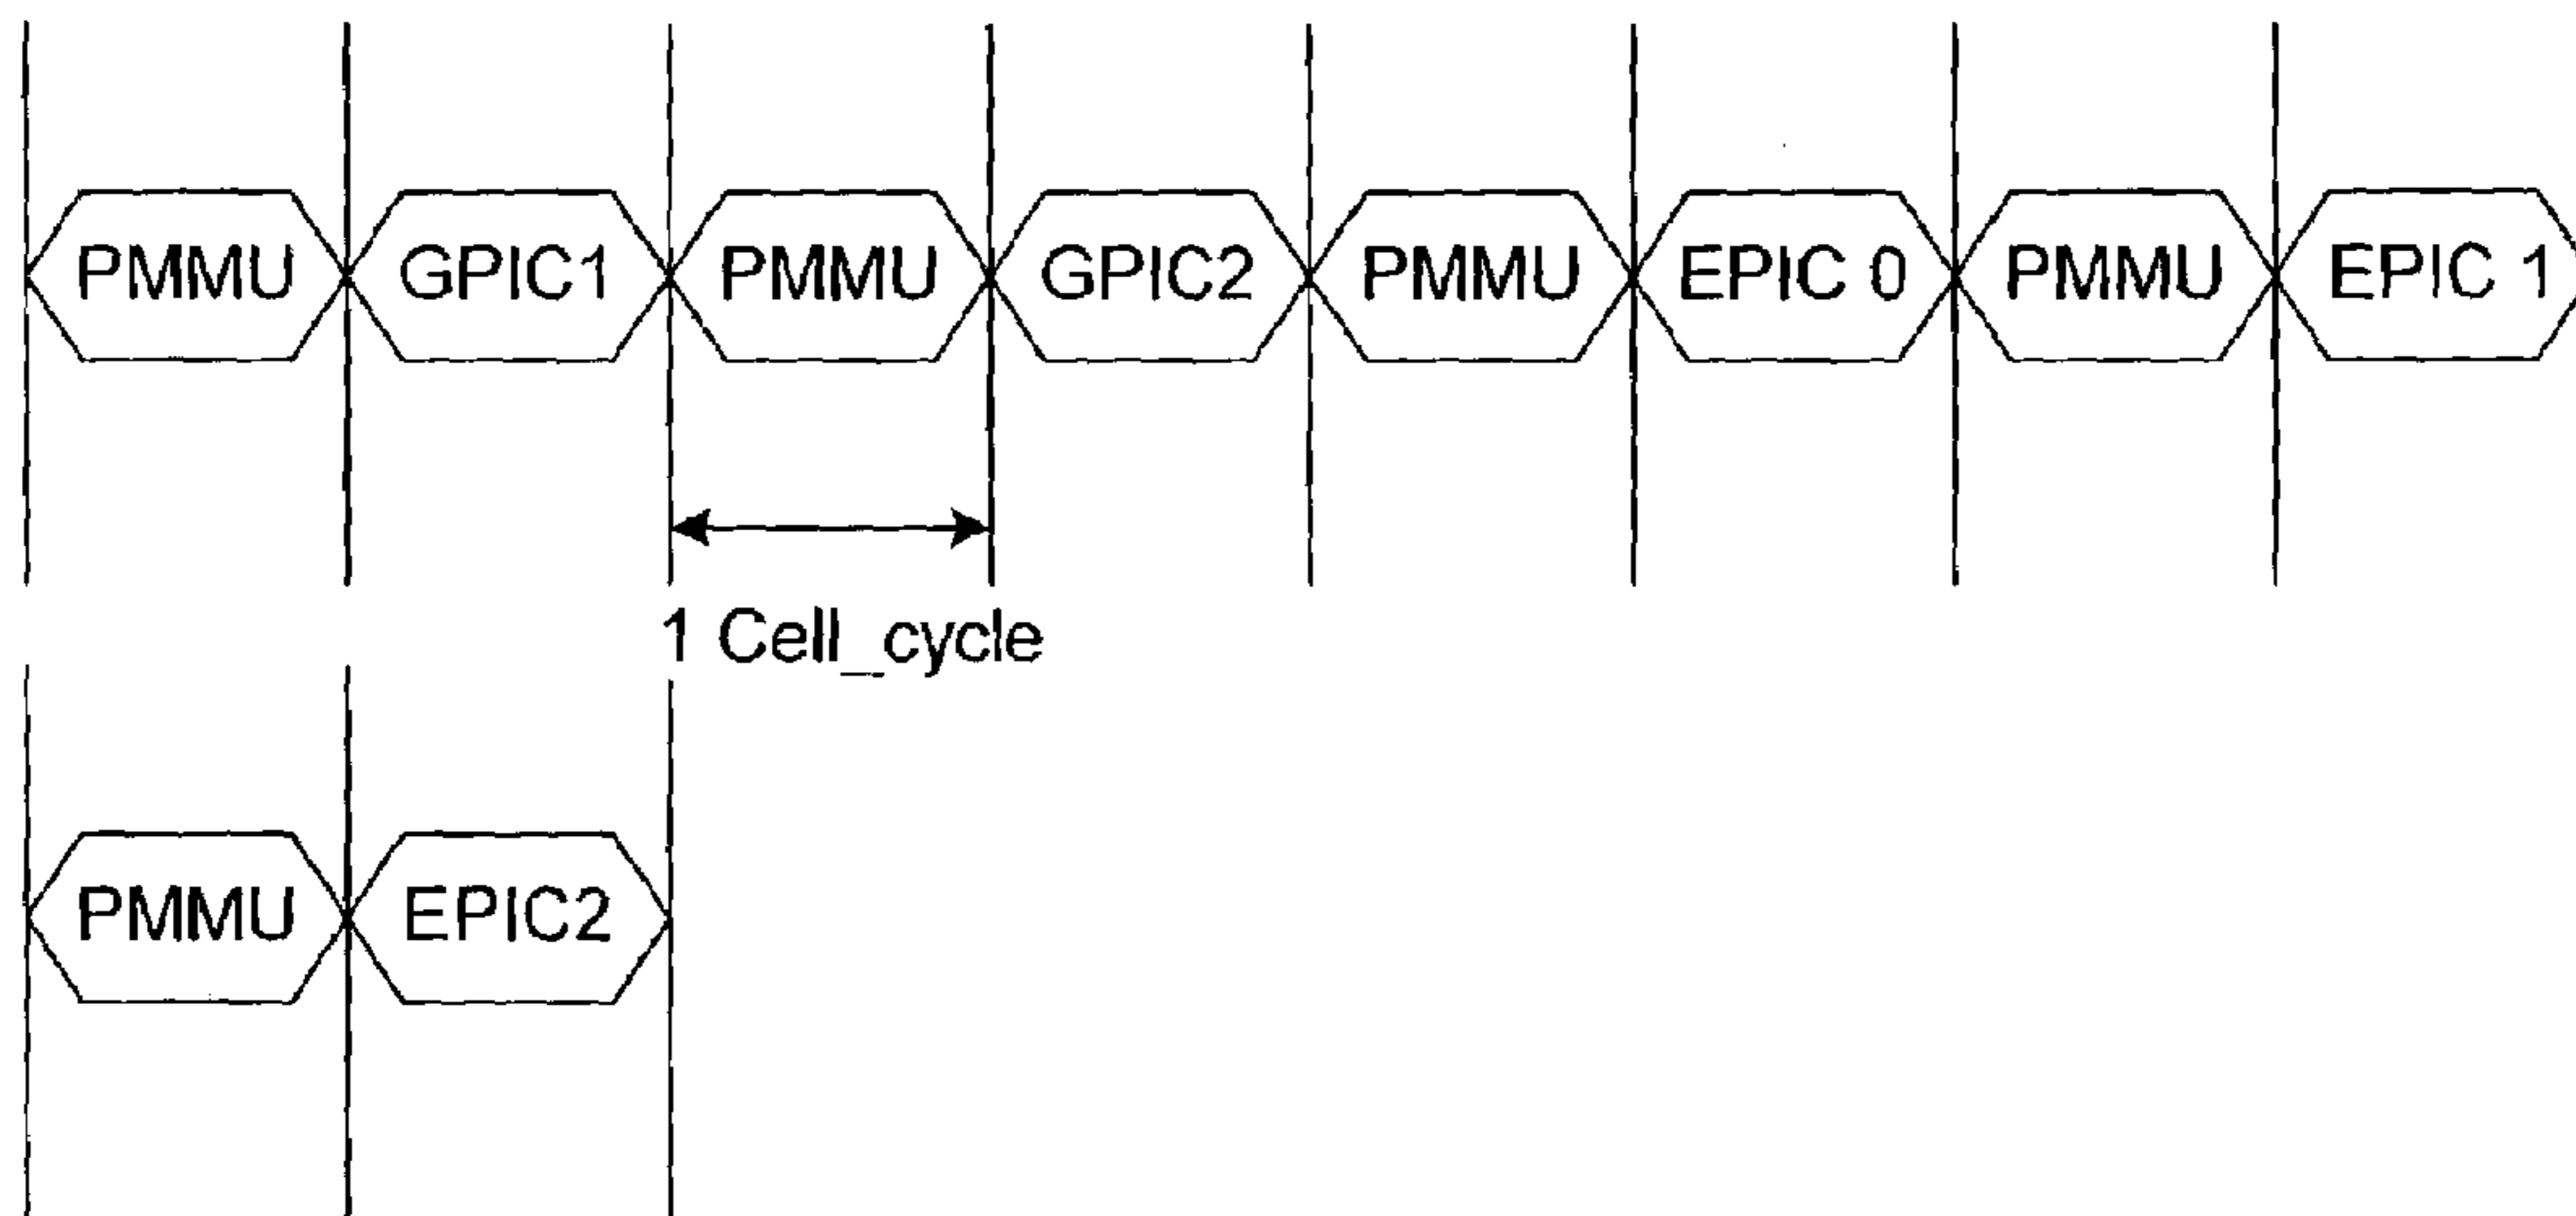 PMMU GPIC1 PMMU GPIC2 PMMU EPIC 0 PMMU EPIC 1
1 Cell_cycle
PMMU EPIC2